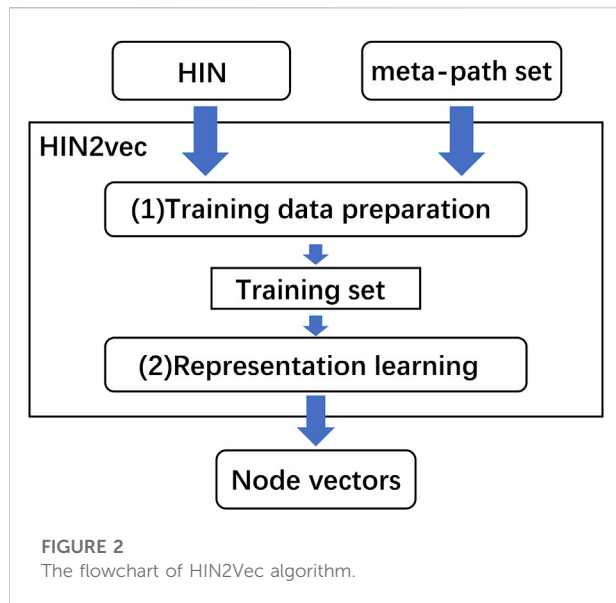 HIN
meta-path set
HIN2vec
(1)Training data preparation
Training set
(2)Representation learning
Node vectors
FIGURE 2
The flowchart of HIN2Vec algorithm.